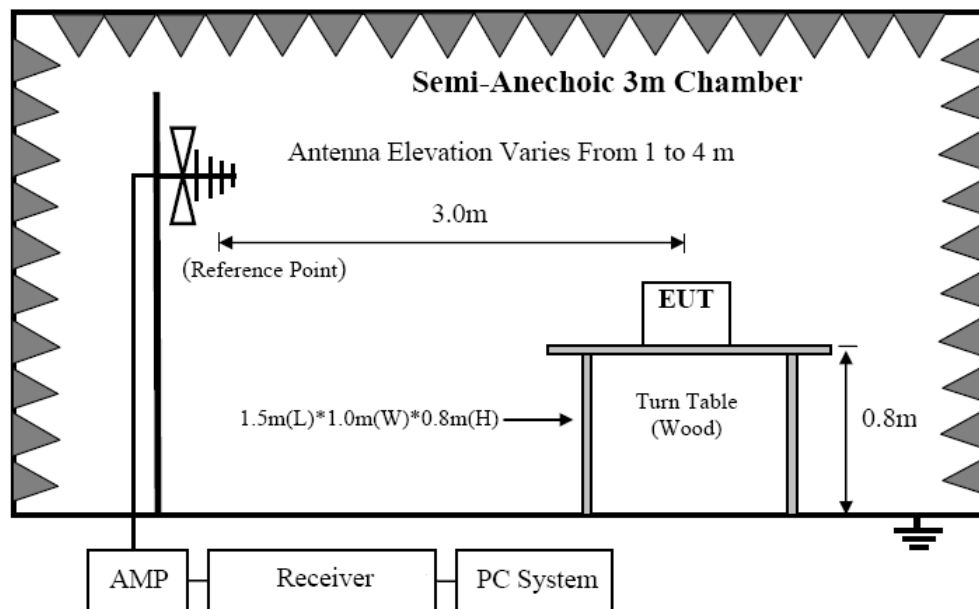 Semi-Anechoic 3m Chamber
Antenna Elevation Varies From 1 to 4 m
3.0m
(Reference Point)
EUT
1.5m(L)*1.0m(W)*0.8m(H)
Turn Table
(Wood)
0.8m
AMP
Receiver
PC System